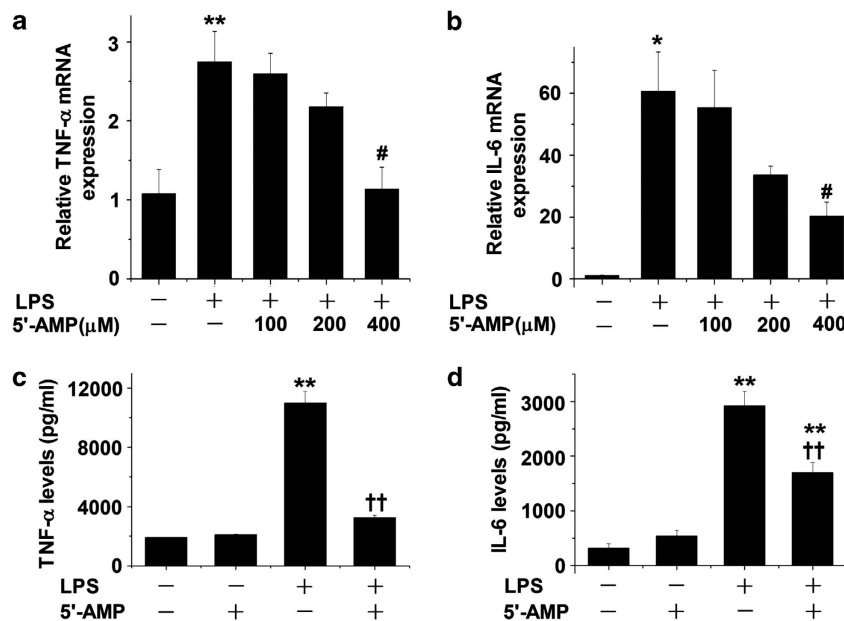 a
Relative TNF-α mRNA
expression
3
2
1
0
**
#
LPS − + + + +
5'-AMP(μM) − − 100 200 400
b
Relative IL-6 mRNA
expression
60
40
20
0
*
#
LPS − + + + +
5'-AMP(μM) − − 100 200 400
c
TNF-α levels (pg/ml)
12000
8000
4000
0
**
††
LPS − − + +
5'-AMP − + − +
d
IL-6 levels (pg/ml)
3000
2000
1000
0
**
**
††
LPS − − + +
5'-AMP − + − +